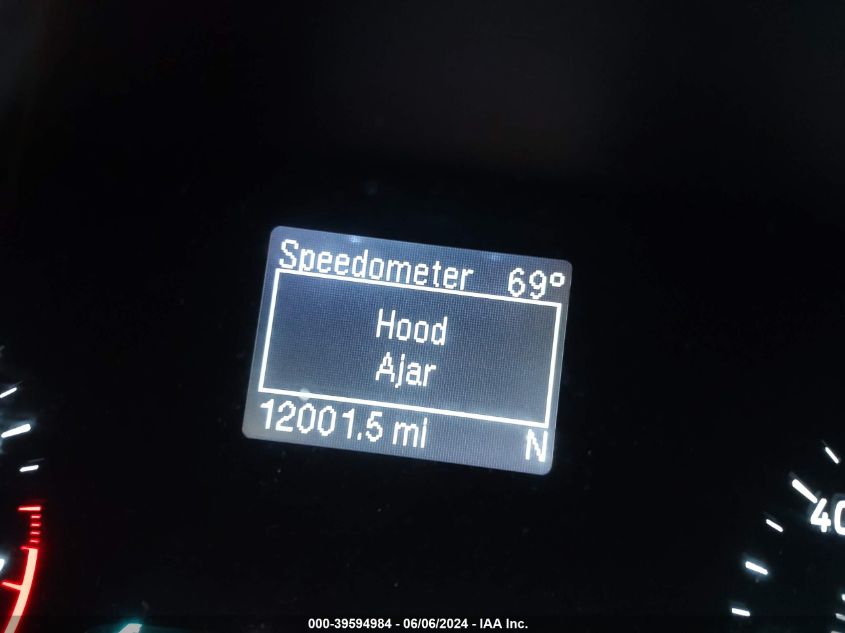 Speedometer 69°
Hood
Ajar
12001.5 mi N
40
000-39594984 - 06/06/2024 - IAA Inc.